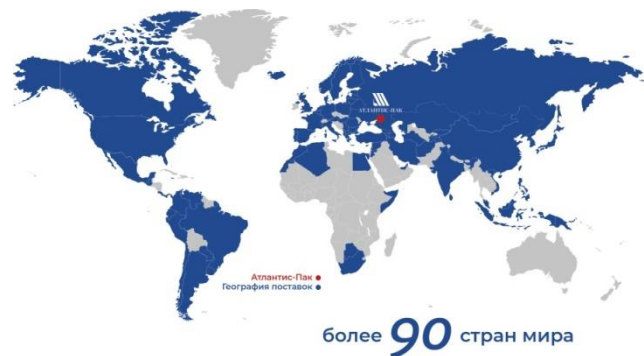 АТЛАНТИС-ПАК
Атлантис-Пак
География поставок
более 90 стран мира